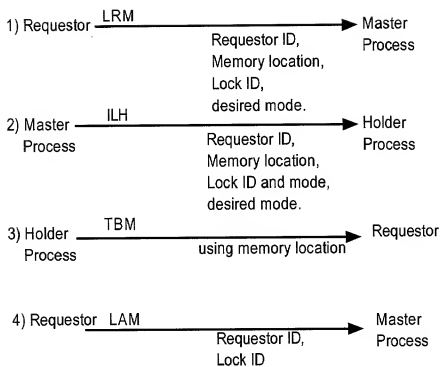 1) Requestor LRM Master
Process
Requestor ID,
Memory location,
Lock ID,
desired mode.
2) Master ILH Holder
Process Process
Requestor ID,
Memory location,
Lock ID and mode,
desired mode.
3) Holder TBM Requestor
Process using memory location
4) Requestor LAM Master
Process
Requestor ID,
Lock ID